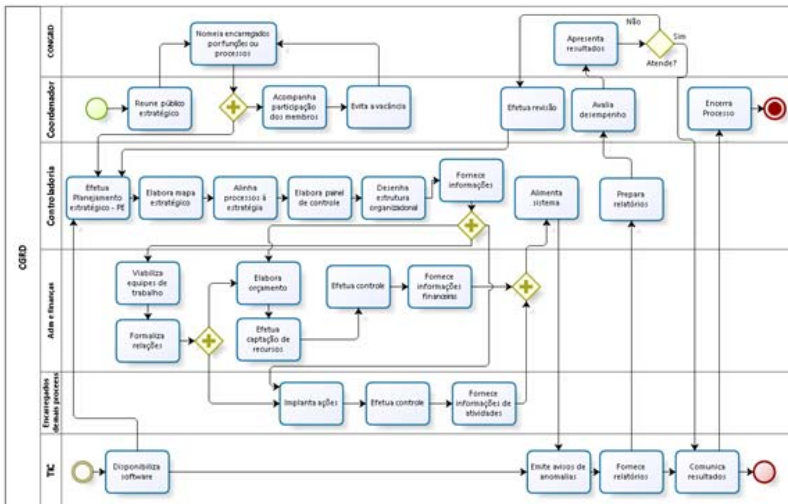 CGRD
CONGRD
Nomeia encarregados
por funções ou
processos
Apresenta
resultados
Não
Sim
Atende?
Coordenador
Reune público
estratégico
Acompanha
participação
dos membros
Evita a vacância
Efetua revisão
Avalia
desempenho
Encerra
Processo
Controladoria
Efetua
Planejamento
estratégico - PE
Elabora mapa
estratégico
Alinha
processos à
estratégia
Elabora painel
de controle
Desenha
estrutura
organizacional
Fornece
informações
Alimenta
sistema
Prepara
relatórios
Adm e finanças
Viabiliza
equipes de
trabalho
Formaliza
relações
Elabora
orçamento
Efetua
captação de
recursos
Efetua controle
Fornece
informações
financeiras
Encarregados
demais
Implanta ações
Efetua controle
Fornece
informações de
atividades
TIC
Disponibiliza
software
Emite avisos de
anomalias
Fornece
relatórios
Comunica
resultados